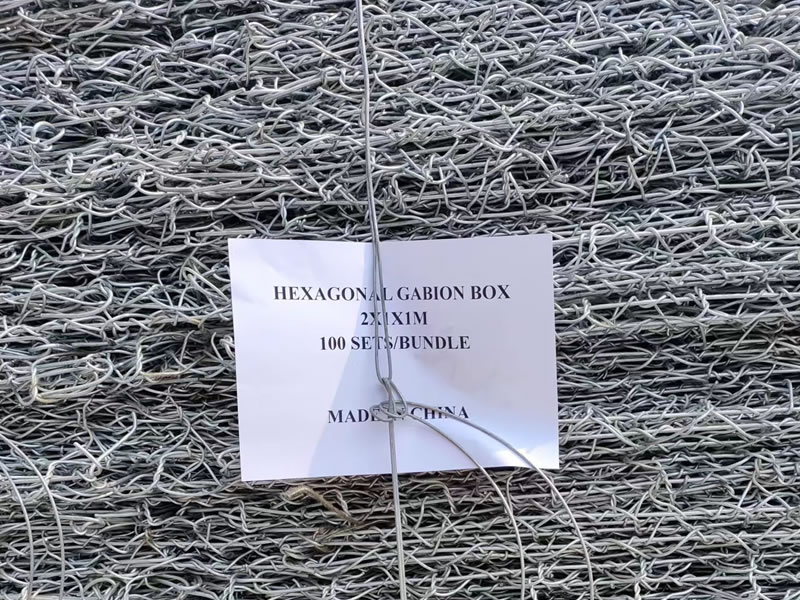 HEXAGONAL GABION BOX
2X1X1M
100 SETS/BUNDLE
MADE IN CHINA